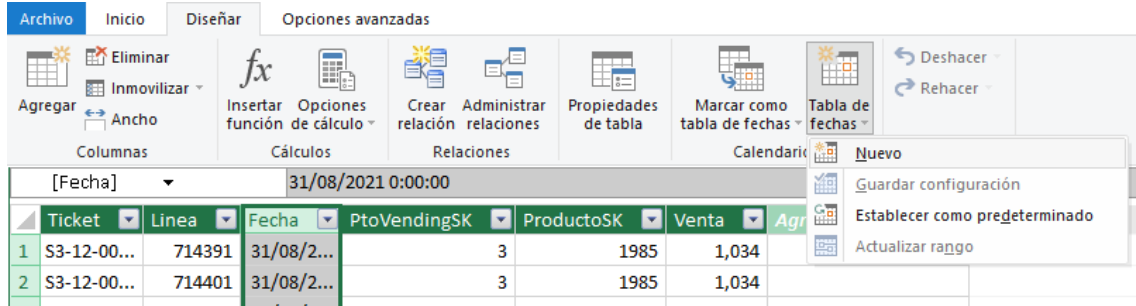 Archivo Inicio Diseñar Opciones avanzadas
Agregar
Eliminar
Inmovilizar
Ancho
Columnas
fx
Insertar función
Opciones de cálculo
Cálculos
Crear relación
Administrar relaciones
Relaciones
Propiedades de tabla
Marcar como tabla de fechas
Tabla de fechas
Calendario
Deshacer
Rehacer
Nuevo
Guardar configuración
Establecer como predeterminado
Actualizar rango
[Fecha] 31/08/2021 0:00:00
Ticket Linea Fecha PtoVendingSK ProductoSK Venta
1 S3-12-00... 714391 31/08/2... 3 1985 1,034
2 S3-12-00... 714401 31/08/2... 3 1985 1,034